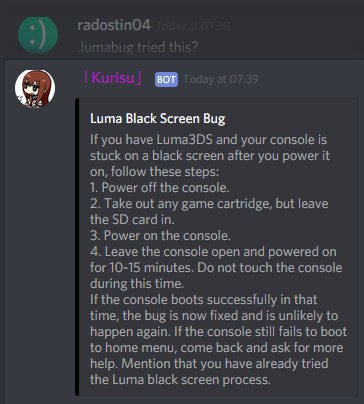 radostin04 Today at 07:39
.lumabug tried this?
「Kurisu」 BOT Today at 07:39
Luma Black Screen Bug
If you have Luma3DS and your console is
stuck on a black screen after you power it
on, follow these steps:
1. Power off the console.
2. Take out any game cartridge, but leave
the SD card in.
3. Power on the console.
4. Leave the console open and powered on
for 10-15 minutes. Do not touch the console
during this time.
If the console boots successfully in that
time, the bug is now fixed and is unlikely to
happen again. If the console still fails to boot
to home menu, come back and ask for more
help. Mention that you have already tried
the Luma black screen process.